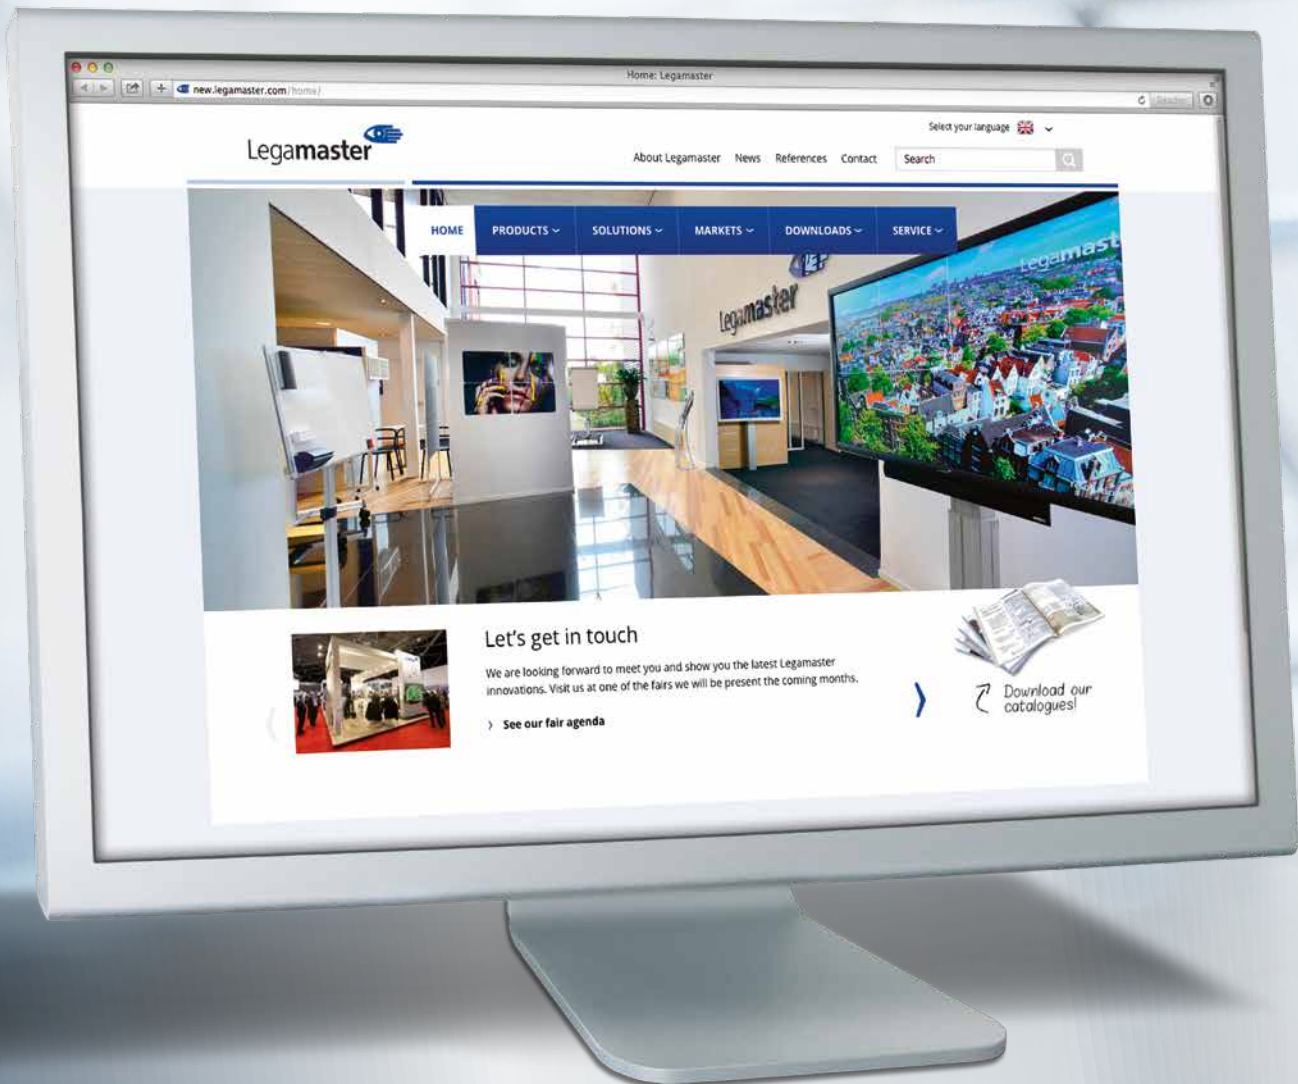 Home: Legamaster
new.legamaster.com/home/
Reader
Select your language
Legamaster
About Legamaster News References Contact Search
HOME PRODUCTS SOLUTIONS MARKETS DOWNLOADS SERVICE
Legamast
Legamaster
Let's get in touch
We are looking forward to meet you and show you the latest Legamaster
innovations. Visit us at one of the fairs we will be present the coming months.
See our fair agenda
Download our
catalogues!